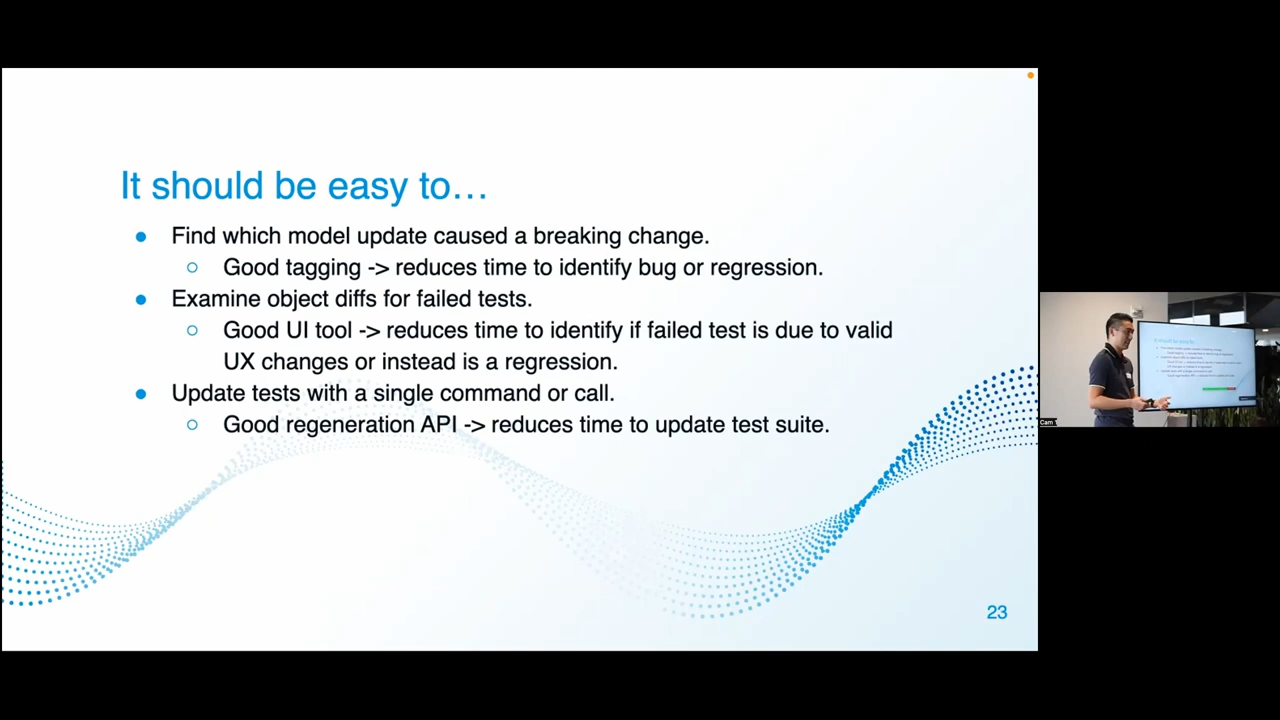 It should be easy to…
● Find which model update caused a breaking change.
○ Good tagging -> reduces time to identify bug or regression.
● Examine object diffs for failed tests.
○ Good UI tool -> reduces time to identify if failed test is due to valid
UX changes or instead is a regression.
● Update tests with a single command or call.
○ Good regeneration API -> reduces time to update test suite.
23
Cam 1